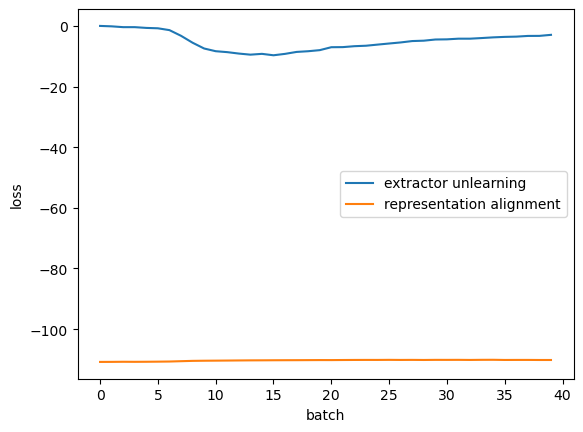 0
−20
−40
−60
−80
−100
loss
extractor unlearning
representation alignment
0 5 10 15 20 25 30 35 40
batch